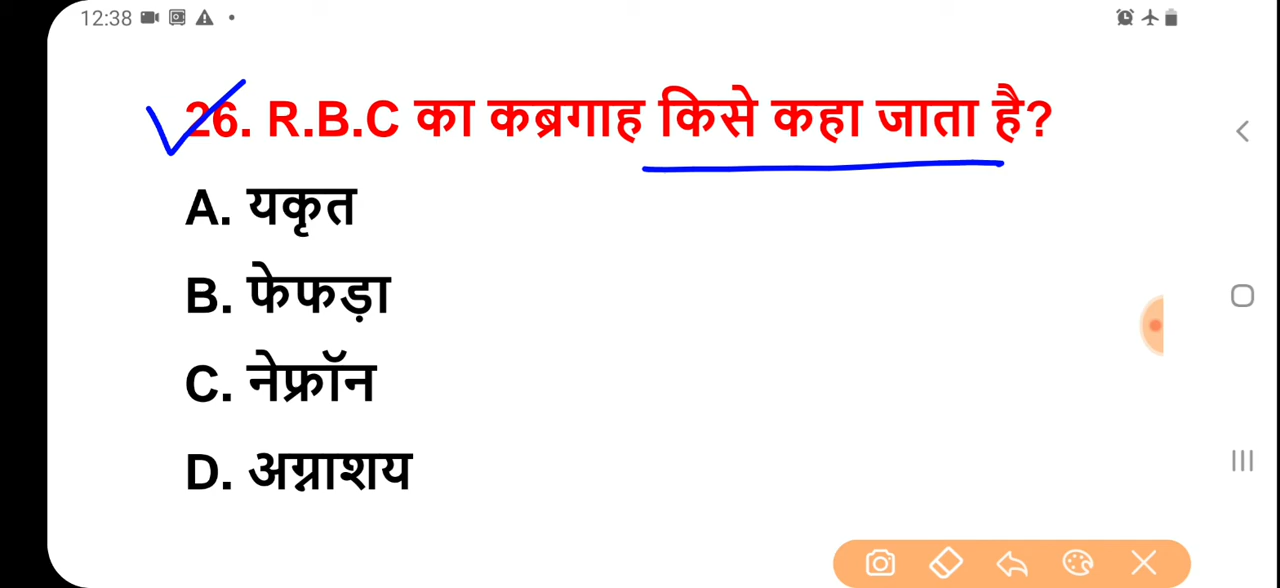 12:38
26. R.B.C का कब्रगाह किसे कहा जाता है?
A. यकृत
B. फेफड़ा
C. नेफ्रॉन
D. अग्नाशय